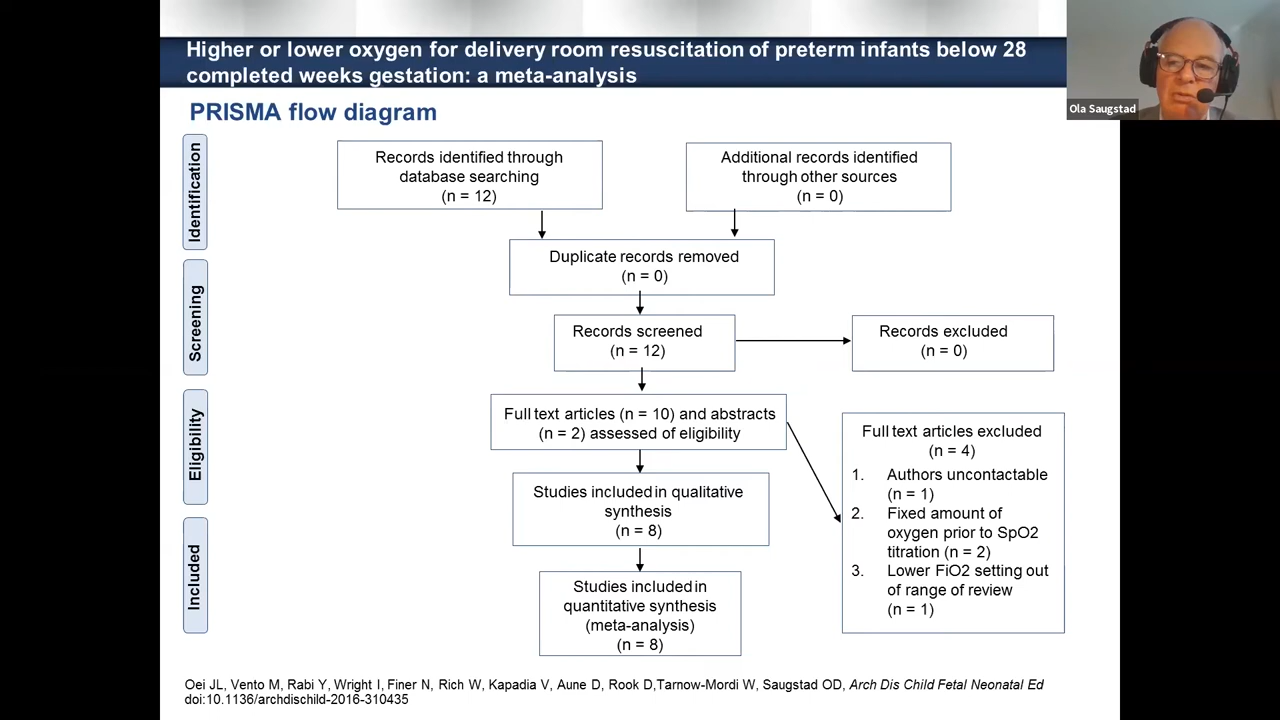 Higher or lower oxygen for delivery room resuscitation of preterm infants below 28
completed weeks gestation: a meta-analysis
Ola Saugstad
PRISMA flow diagram
Identification
Records identified through
database searching
(n = 12)
Additional records identified
through other sources
(n = 0)
Duplicate records removed
(n = 0)
Screening
Records screened
(n = 12)
Records excluded
(n = 0)
Eligibility
Full text articles (n = 10) and abstracts
(n = 2) assessed of eligibility
Full text articles excluded
(n = 4)
1. Authors uncontactable
(n = 1)
2. Fixed amount of
oxygen prior to SpO2
titration (n = 2)
3. Lower FiO2 setting out
of range of review
(n = 1)
Studies included in qualitative
synthesis
(n = 8)
Included
Studies included in
quantitative synthesis
(meta-analysis)
(n = 8)
Oei JL, Vento M, Rabi Y, Wright I, Finer N, Rich W, Kapadia V, Aune D, Rook D,Tarnow-Mordi W, Saugstad OD, Arch Dis Child Fetal Neonatal Ed
doi:10.1136/archdischild-2016-310435